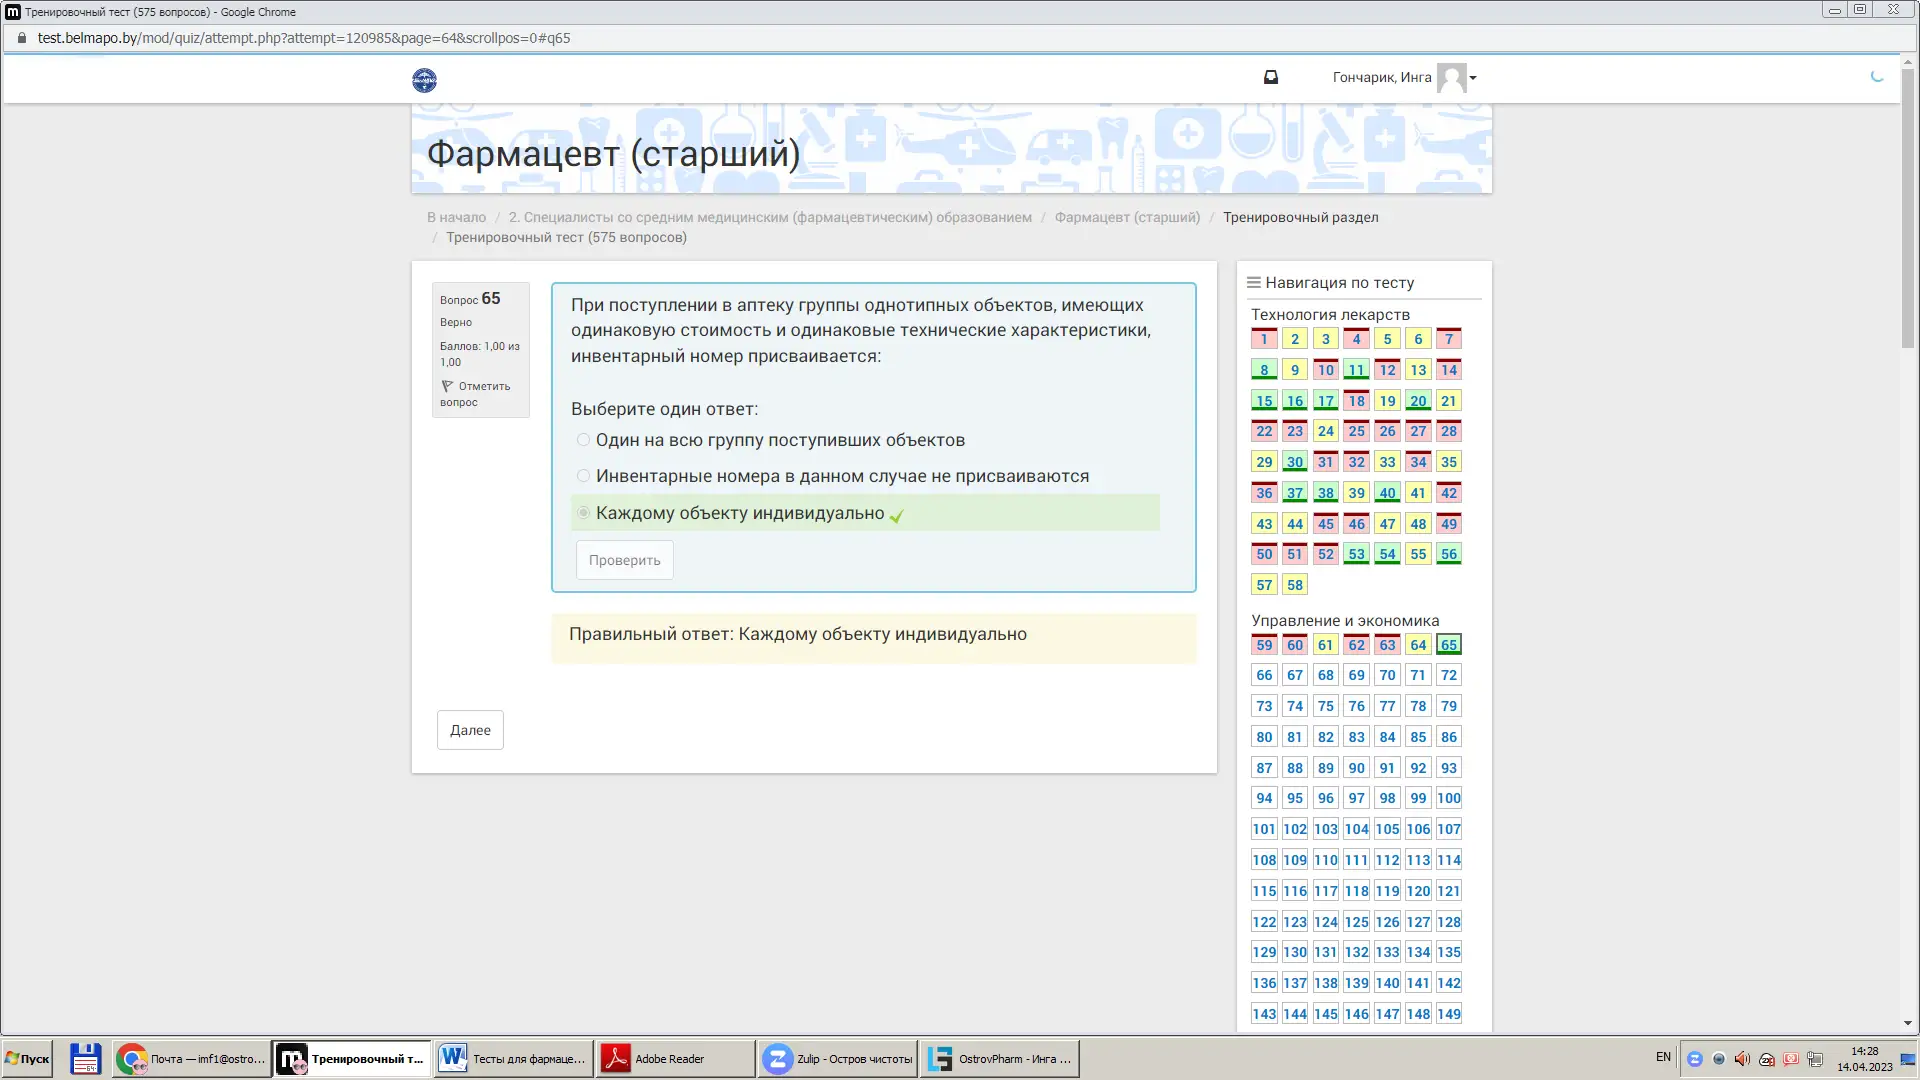 Тренировочный тест (575 вопросов) - Google Chrome
test.belmapo.by/mod/quiz/attempt.php?attempt=120985&page=64&scrollpos=0#q65
Гончарик, Инга
Фармацевт (старший)
В начало / 2. Специалисты со средним медицинским (фармацевтическим) образованием / Фармацевт (старший) / Тренировочный раздел
/ Тренировочный тест (575 вопросов)
Вопрос 65
Верно
Баллов: 1,00 из
1,00
Отметить
вопрос
При поступлении в аптеку группы однотипных объектов, имеющих
одинаковую стоимость и одинаковые технические характеристики,
инвентарный номер присваивается:
Выберите один ответ:
Один на всю группу поступивших объектов
Инвентарные номера в данном случае не присваиваются
Каждому объекту индивидуально
Проверить
Правильный ответ: Каждому объекту индивидуально
Далее
Навигация по тесту
Технология лекарств
1 2 3 4 5 6 7
8 9 10 11 12 13 14
15 16 17 18 19 20 21
22 23 24 25 26 27 28
29 30 31 32 33 34 35
36 37 38 39 40 41 42
43 44 45 46 47 48 49
50 51 52 53 54 55 56
57 58
Управление и экономика
59 60 61 62 63 64 65
66 67 68 69 70 71 72
73 74 75 76 77 78 79
80 81 82 83 84 85 86
87 88 89 90 91 92 93
94 95 96 97 98 99 100
101 102 103 104 105 106 107
108 109 110 111 112 113 114
115 116 117 118 119 120 121
122 123 124 125 126 127 128
129 130 131 132 133 134 135
136 137 138 139 140 141 142
143 144 145 146 147 148 149
Пуск
Почта — imf1@ostro...
Тренировочный т...
Тесты для фармаце...
Adobe Reader
Zulip - Остров чистоты
OstrovPharm - Инга ...
EN
14:28
14.04.2023